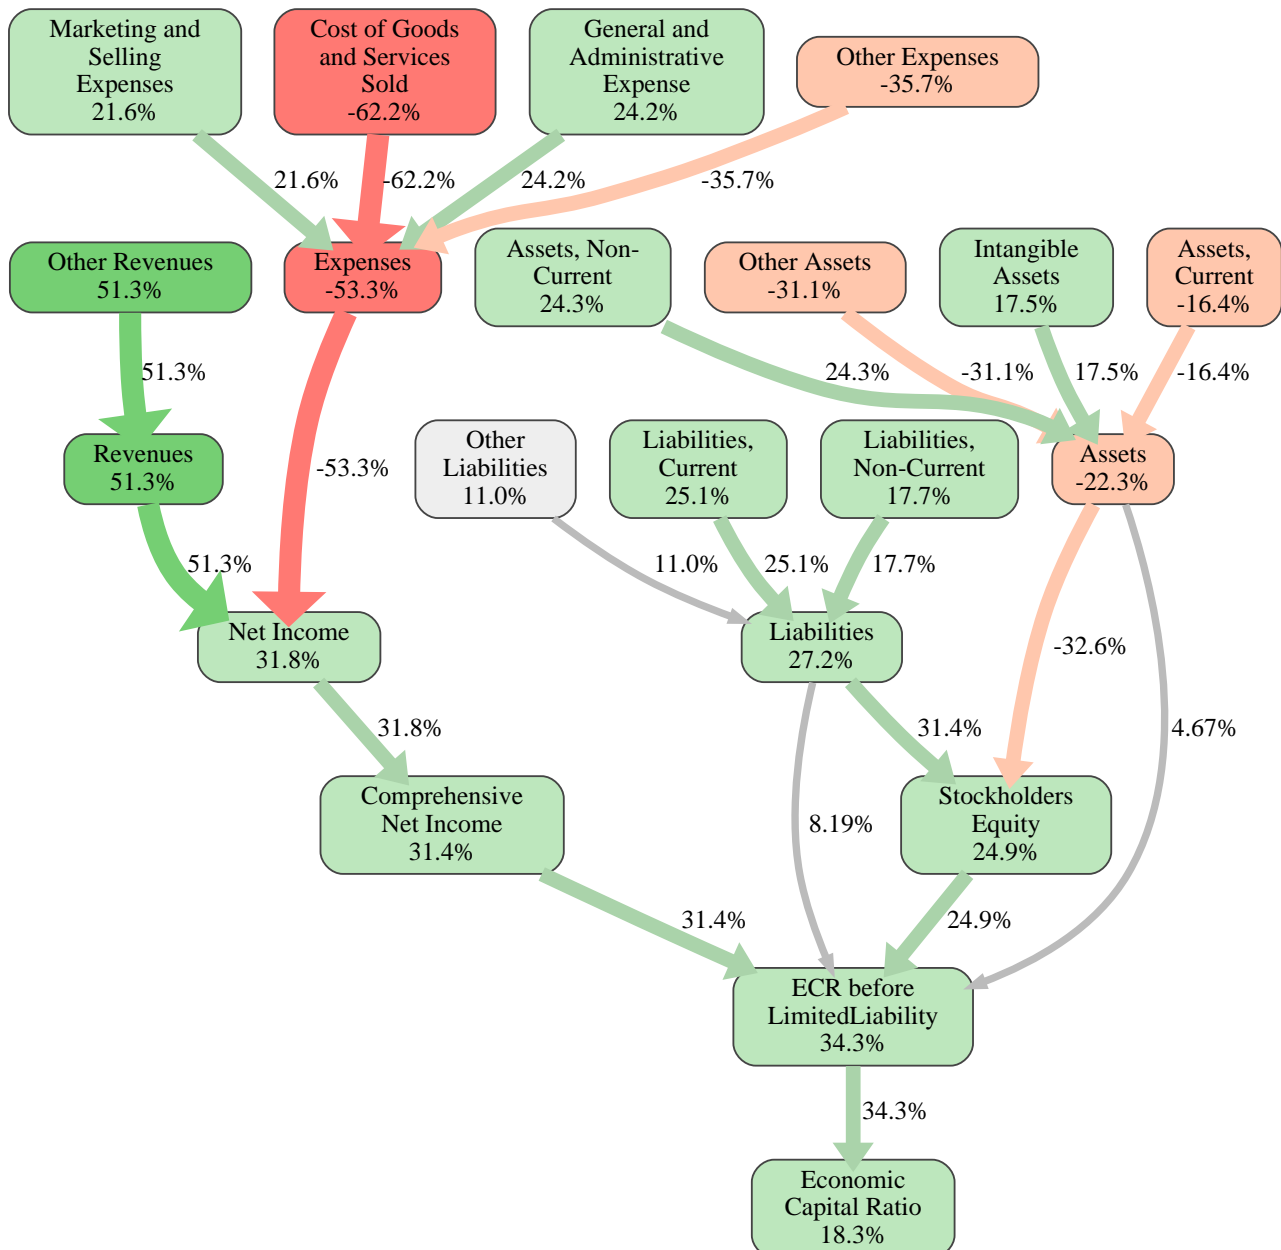 Marketing and
Selling
Expenses
21.6%
Cost of Goods
and Services
Sold
-62.2%
General and
Administrative
Expense
24.2%
Other Expenses
-35.7%
21.6%
-62.2%
24.2%
-35.7%
Other Revenues
51.3%
Expenses
-53.3%
Assets, Non-
Current
24.3%
Other Assets
-31.1%
Intangible
Assets
17.5%
Assets,
Current
-16.4%
51.3%
24.3%
-31.1%
17.5%
-16.4%
Revenues
51.3%
-53.3%
Other
Liabilities
11.0%
Liabilities,
Current
25.1%
Liabilities,
Non-Current
17.7%
Assets
-22.3%
51.3%
11.0%
25.1%
17.7%
Net Income
31.8%
Liabilities
27.2%
-32.6%
31.8%
31.4%
4.67%
Comprehensive
Net Income
31.4%
8.19%
Stockholders
Equity
24.9%
31.4%
24.9%
ECR before
LimitedLiability
34.3%
34.3%
Economic
Capital Ratio
18.3%